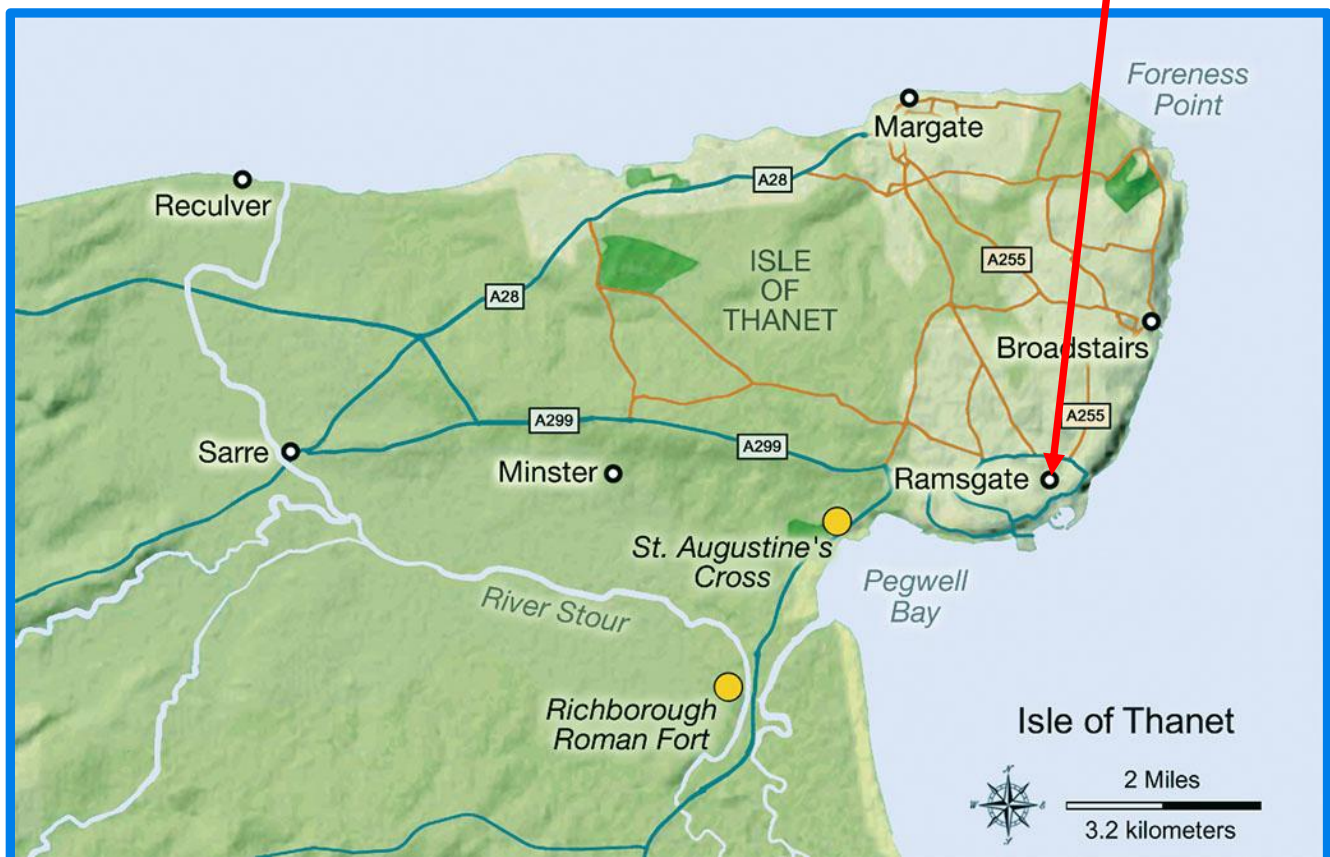 Foreness
Point
Margate
A28
Reculver
ISLE
OF
THANET
A255
A28
Broadstairs
A299
A255
A299
Sarre
Minster
Ramsgate
St. Augustine's
Cross
Pegwell
Bay
River Stour
Richborough
Roman Fort
Isle of Thanet
2 Miles
3.2 kilometers